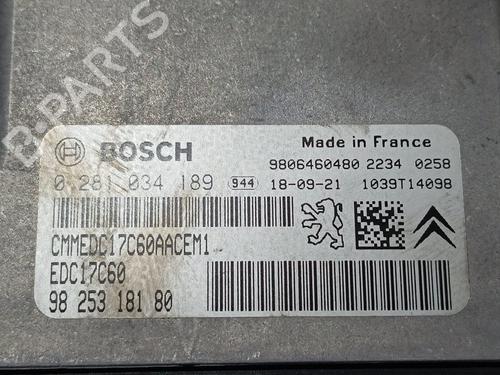 B-PARTS
BOSCH
Made in France
9806460480 2234 0258
0 281 034 189 944 18-09-21 1039T14098
CMMEDC17C60AACEM1
EDC17C60
98 253 181 80